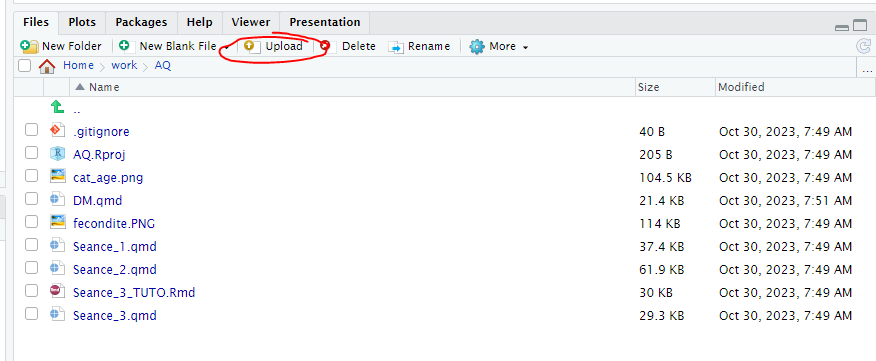 Files Plots Packages Help Viewer Presentation
New Folder New Blank File Upload Delete Rename More
Home work AQ ...
Name Size Modified
..
.gitignore 40 B Oct 30, 2023, 7:49 AM
AQ.Rproj 205 B Oct 30, 2023, 7:49 AM
cat_age.png 104.5 KB Oct 30, 2023, 7:49 AM
DM.qmd 21.4 KB Oct 30, 2023, 7:51 AM
fecondite.PNG 114 KB Oct 30, 2023, 7:49 AM
Seance_1.qmd 37.4 KB Oct 30, 2023, 7:49 AM
Seance_2.qmd 61.9 KB Oct 30, 2023, 7:49 AM
Seance_3_TUTO.Rmd 30 KB Oct 30, 2023, 7:49 AM
Seance_3.qmd 29.3 KB Oct 30, 2023, 7:49 AM